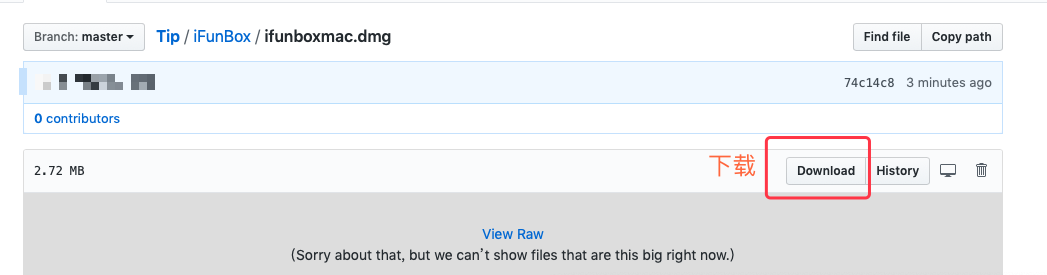 Branch: master
Tip / iFunBox / ifunboxmac.dmg
Find file
Copy path
74c14c8 3 minutes ago
0 contributors
2.72 MB
下载
Download
History
View Raw
(Sorry about that, but we can’t show files that are this big right now.)